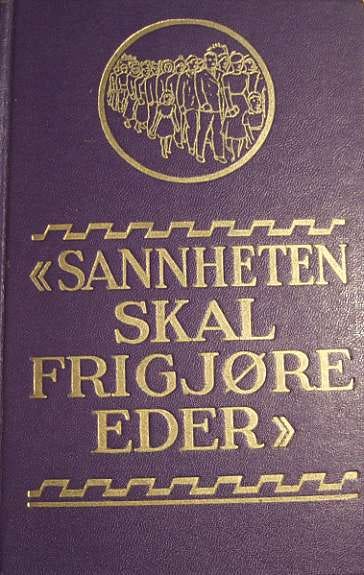 «SANNHETEN
SKAL
FRIGJØRE
EDER»